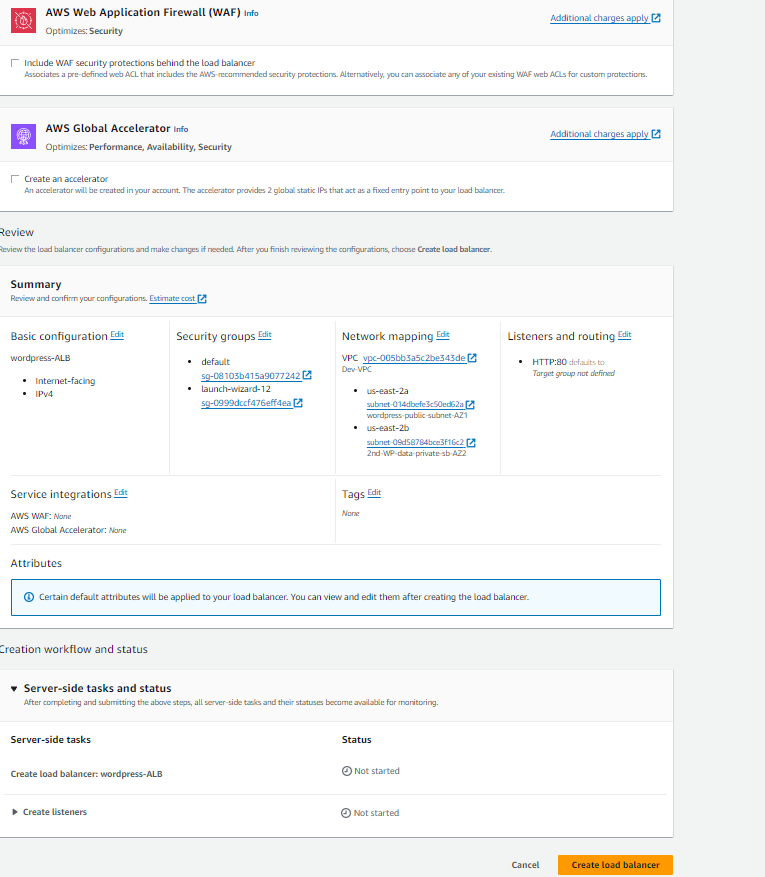 AWS Web Application Firewall (WAF) Info
Additional charges apply
Optimizes: Security
Include WAF security protections behind the load balancer
Associates a pre-defined web ACL that includes the AWS-recommended security protections. Alternatively, you can associate any of your existing WAF web ACLs for custom protections.
AWS Global Accelerator Info
Additional charges apply
Optimizes: Performance, Availability, Security
Create an accelerator
An accelerator will be created in your account. The accelerator provides 2 global static IPs that act as a fixed entry point to your load balancer.
Review
Review the load balancer configurations and make changes if needed. After you finish reviewing the configurations, choose Create load balancer.
Summary
Review and confirm your configurations. Estimate cost
Basic configuration Edit
wordpress-ALB
Internet-facing
IPv4
Security groups Edit
default
sg-08103b415a9077242
launch-wizard-12
sg-0999dccf476eff4ea
Network mapping Edit
VPC vpc-005bb3a5c2be343de
Dev-VPC
us-east-2a
subnet-014dbefe3c50ed62a
wordpress-public-subnet-AZ1
us-east-2b
subnet-09d58784bce3f16c2
2nd-WP-data-private-sb-AZ2
Listeners and routing Edit
HTTP:80 defaults to
Target group not defined
Service integrations Edit
AWS WAF: None
AWS Global Accelerator: None
Tags Edit
None
Attributes
Certain default attributes will be applied to your load balancer. You can view and edit them after creating the load balancer.
Creation workflow and status
Server-side tasks and status
After completing and submitting the above steps, all server-side tasks and their statuses become available for monitoring.
Server-side tasks
Status
Create load balancer: wordpress-ALB
Not started
Create listeners
Not started
Cancel
Create load balancer